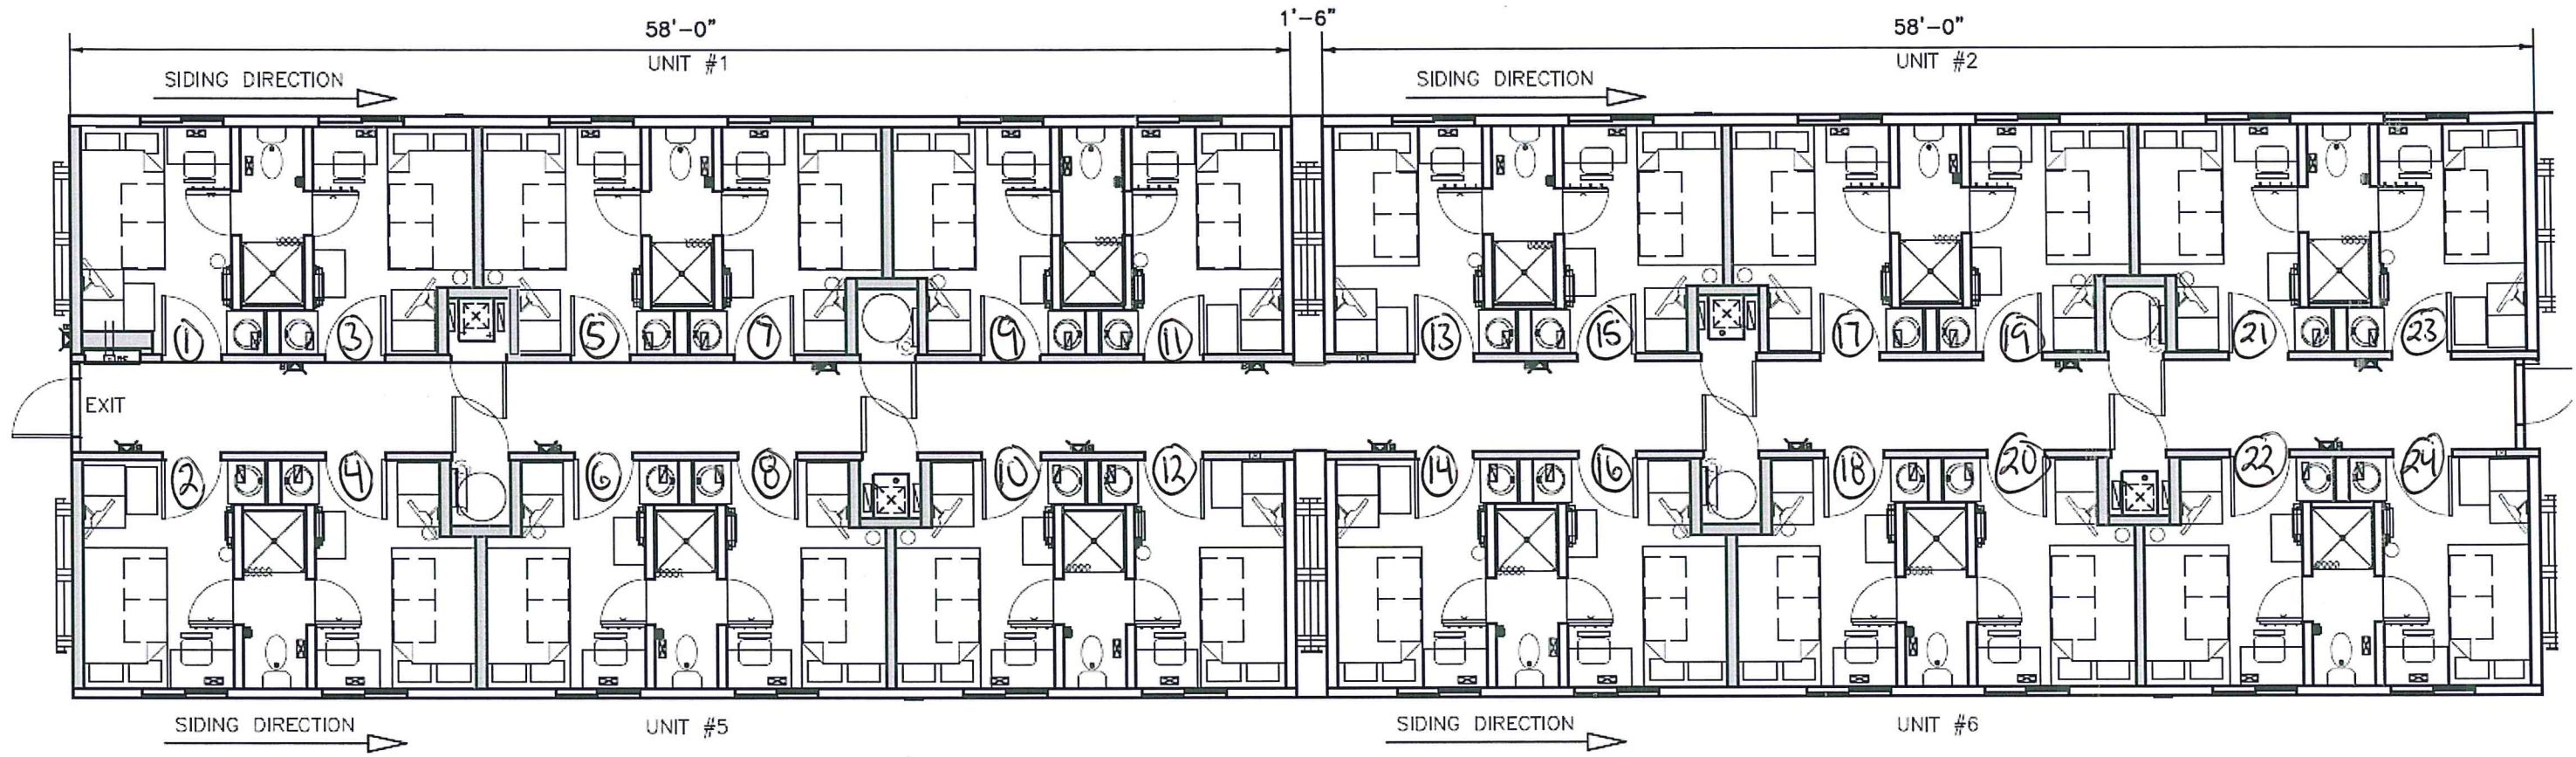 58'-0" 1'-6" 58'-0"
UNIT #1 UNIT #2
SIDING DIRECTION SIDING DIRECTION
1 3 5 7 9 11 13 15 17 19 21 23
EXIT
2 4 6 8 10 12 14 16 18 20 22 24
SIDING DIRECTION UNIT #5 SIDING DIRECTION UNIT #6